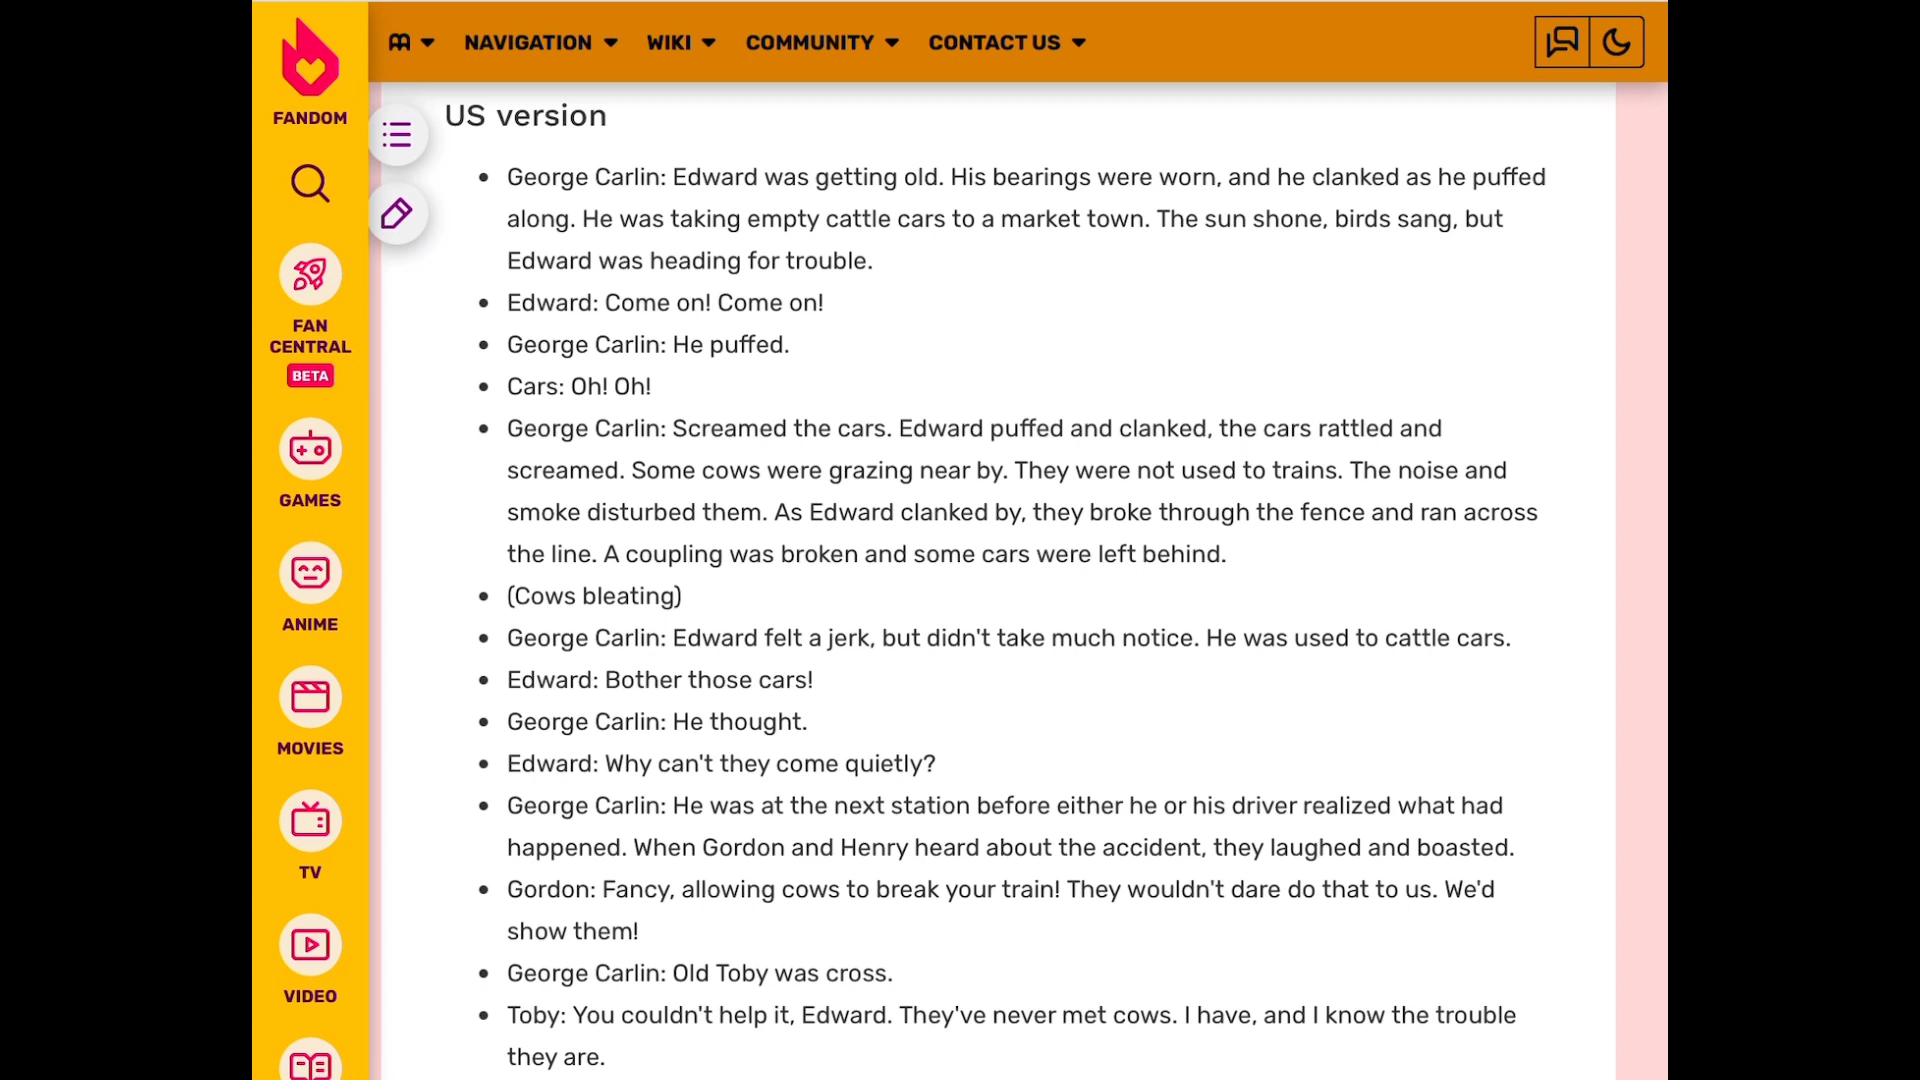 NAVIGATION WIKI COMMUNITY CONTACT US
FANDOM
FAN
CENTRAL
BETA
GAMES
ANIME
MOVIES
TV
VIDEO
US version
George Carlin: Edward was getting old. His bearings were worn, and he clanked as he puffed
along. He was taking empty cattle cars to a market town. The sun shone, birds sang, but
Edward was heading for trouble.
Edward: Come on! Come on!
George Carlin: He puffed.
Cars: Oh! Oh!
George Carlin: Screamed the cars. Edward puffed and clanked, the cars rattled and
screamed. Some cows were grazing near by. They were not used to trains. The noise and
smoke disturbed them. As Edward clanked by, they broke through the fence and ran across
the line. A coupling was broken and some cars were left behind.
(Cows bleating)
George Carlin: Edward felt a jerk, but didn't take much notice. He was used to cattle cars.
Edward: Bother those cars!
George Carlin: He thought.
Edward: Why can't they come quietly?
George Carlin: He was at the next station before either he or his driver realized what had
happened. When Gordon and Henry heard about the accident, they laughed and boasted.
Gordon: Fancy, allowing cows to break your train! They wouldn't dare do that to us. We'd
show them!
George Carlin: Old Toby was cross.
Toby: You couldn't help it, Edward. They've never met cows. I have, and I know the trouble
they are.